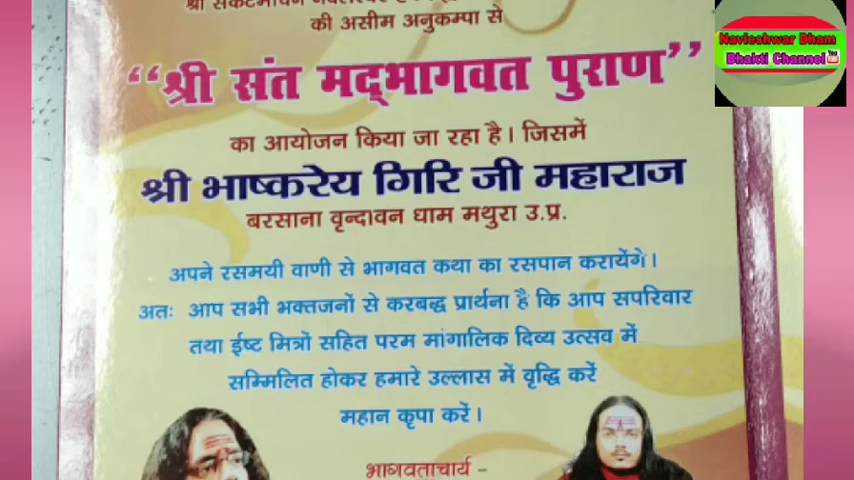 की असीम अनुकम्पा से
“श्री संत मद्भागवत पुराण”
का आयोजन किया जा रहा है। जिसमें
श्री भाष्करेय गिरि जी महाराज
बरसाना वृन्दावन धाम मथुरा उ.प्र.
अपने रसमयी वाणी से भागवत कथा का रसपान करायेंगे।
अतः आप सभी भक्तजनों से करबद्ध प्रार्थना है कि आप सपरिवार
तथा ईष्ट मित्रों सहित परम मांगालिक दिव्य उत्सव में
सम्मिलित होकर हमारे उल्लास में वृद्धि करें
महान कृपा करें।
भागवताचार्य -
Navleshwar Dham
Bhakti Channel